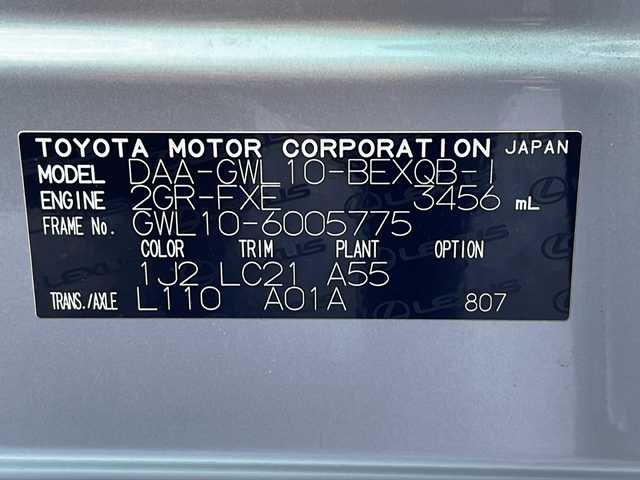 TOYOTA MOTOR CORPORATION JAPAN
MODEL DAA-GWL10-BEXQB-1
ENGINE 2GR-FXE 3456 mL
FRAME No. GWL10-6005775
COLOR TRIM PLANT OPTION
1J2 LC21 A55
TRANS./AXLE L110 A01A 807